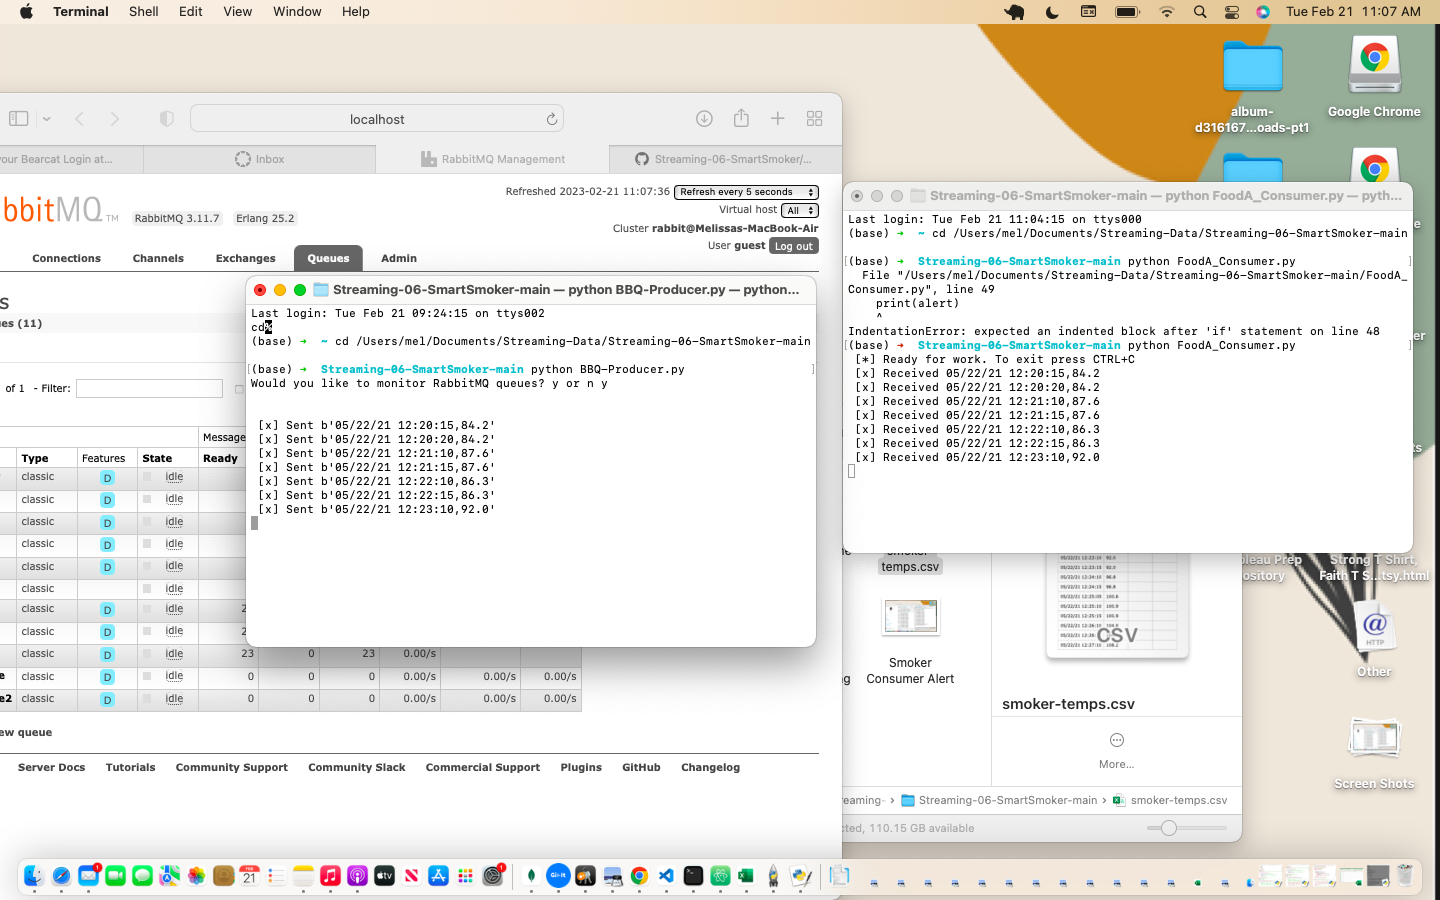 Terminal Shell Edit View Window Help
Tue Feb 21 11:07 AM
album-
d316167...oads-pt1
Google Chrome
localhost
your Bearcat Login at...
Inbox
RabbitMQ Management
Streaming-06-SmartSmoker/...
Refreshed 2023-02-21 11:07:36 Refresh every 5 seconds
Virtual host All
Cluster rabbit@Melissas-MacBook-Air
User guest Log out
bbitMQ TM RabbitMQ 3.11.7 Erlang 25.2
Connections Channels Exchanges Queues Admin
s
ues (11)
of 1 - Filter:
Message
Type Features State Ready
classic D idle
classic D idle
classic D idle
classic D idle
classic D idle
classic idle
classic D idle 2
classic D idle 2
classic D idle 23 0 23 0.00/s
e classic D idle 0 0 0 0.00/s 0.00/s 0.00/s
e2 classic D idle 0 0 0 0.00/s 0.00/s 0.00/s
ew queue
Server Docs Tutorials Community Support Community Slack Commercial Support Plugins GitHub Changelog
Streaming-06-SmartSmoker-main — python BBQ-Producer.py — python...
Last login: Tue Feb 21 09:24:15 on ttys002
cd%
(base) ➜ ~ cd /Users/mel/Documents/Streaming-Data/Streaming-06-SmartSmoker-main
[(base) ➜ Streaming-06-SmartSmoker-main python BBQ-Producer.py ]
Would you like to monitor RabbitMQ queues? y or n y
[x] Sent b'05/22/21 12:20:15,84.2'
[x] Sent b'05/22/21 12:20:20,84.2'
[x] Sent b'05/22/21 12:21:10,87.6'
[x] Sent b'05/22/21 12:21:15,87.6'
[x] Sent b'05/22/21 12:22:10,86.3'
[x] Sent b'05/22/21 12:22:15,86.3'
[x] Sent b'05/22/21 12:23:10,92.0'
Streaming-06-SmartSmoker-main — python FoodA_Consumer.py — pyth...
Last login: Tue Feb 21 11:04:15 on ttys000
(base) ➜ ~ cd /Users/mel/Documents/Streaming-Data/Streaming-06-SmartSmoker-main
[(base) ➜ Streaming-06-SmartSmoker-main python FoodA_Consumer.py ]
File "/Users/mel/Documents/Streaming-Data/Streaming-06-SmartSmoker-main/FoodA_
Consumer.py", line 49
print(alert)
^
IndentationError: expected an indented block after 'if' statement on line 48
[(base) ➜ Streaming-06-SmartSmoker-main python FoodA_Consumer.py ]
[*] Ready for work. To exit press CTRL+C
[x] Received 05/22/21 12:20:15,84.2
[x] Received 05/22/21 12:20:20,84.2
[x] Received 05/22/21 12:21:10,87.6
[x] Received 05/22/21 12:21:15,87.6
[x] Received 05/22/21 12:22:10,86.3
[x] Received 05/22/21 12:22:15,86.3
[x] Received 05/22/21 12:23:10,92.0
smoker-
temps.csv
Smoker
Consumer Alert
CSV
smoker-temps.csv
More...
eaming- › Streaming-06-SmartSmoker-main › smoker-temps.csv
cted, 110.15 GB available
leau Prep
ository
Strong T Shirt,
Faith T S...tsy.html
HTTP
Other
Screen Shots
FEB
21
tv
Git-It